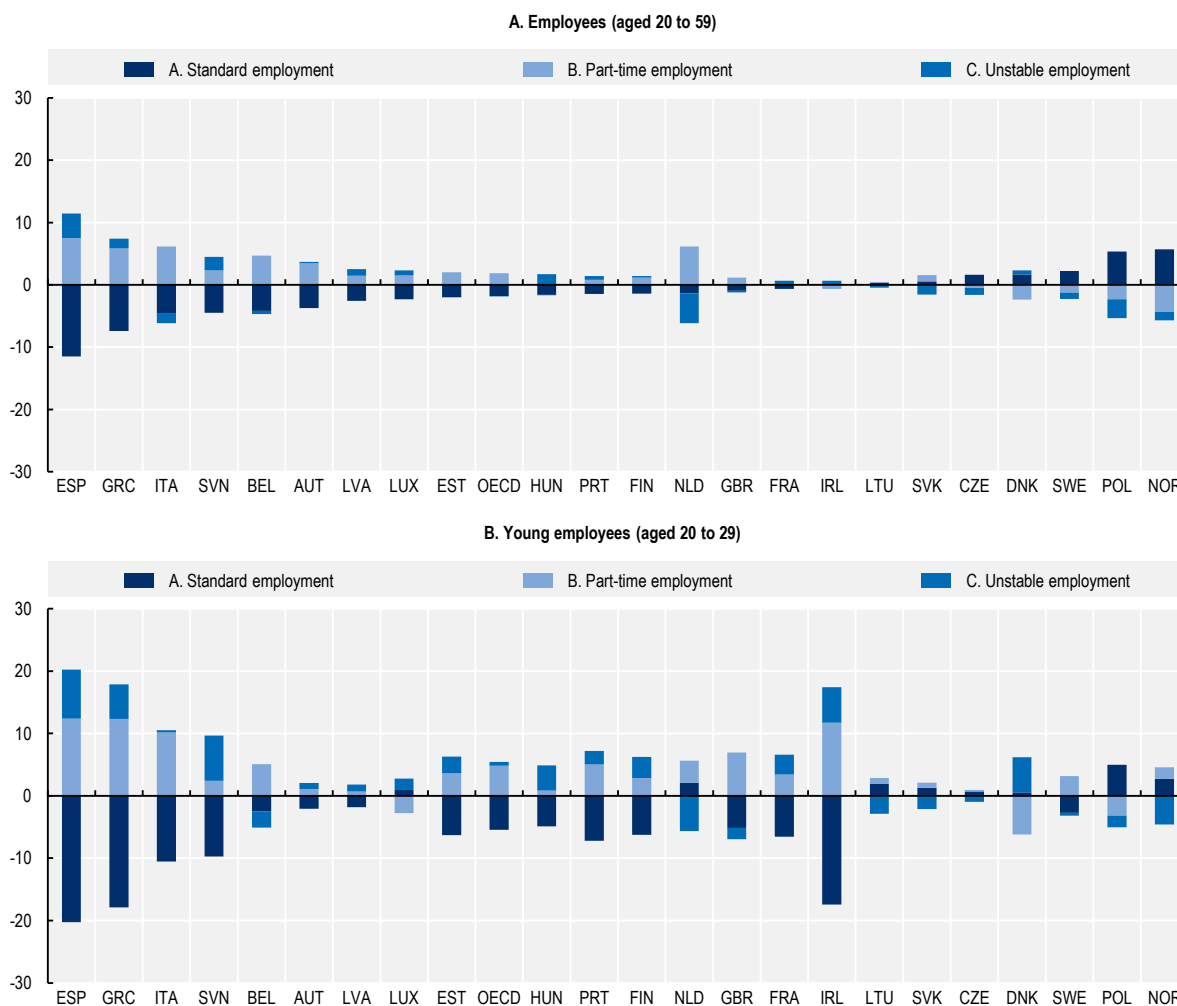 A. Employees (aged 20 to 59)
A. Standard employment B. Part-time employment C. Unstable employment
30
20
10
0
-10
-20
-30
ESP GRC ITA SVN BEL AUT LVA LUX EST OECD HUN PRT FIN NLD GBR FRA IRL LTU SVK CZE DNK SWE POL NOR
B. Young employees (aged 20 to 29)
A. Standard employment B. Part-time employment C. Unstable employment
30
20
10
0
-10
-20
-30
ESP GRC ITA SVN BEL AUT LVA LUX EST OECD HUN PRT FIN NLD GBR FRA IRL LTU SVK CZE DNK SWE POL NOR